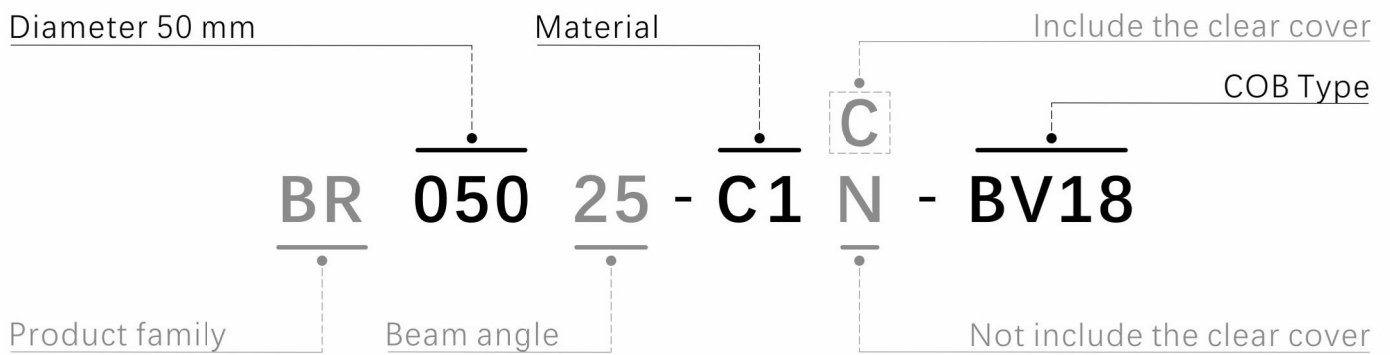 Diameter 50 mm
Material
Include the clear cover
COB Type
C
BR 050 25 - C1 N - BV18
Product family
Beam angle
Not include the clear cover